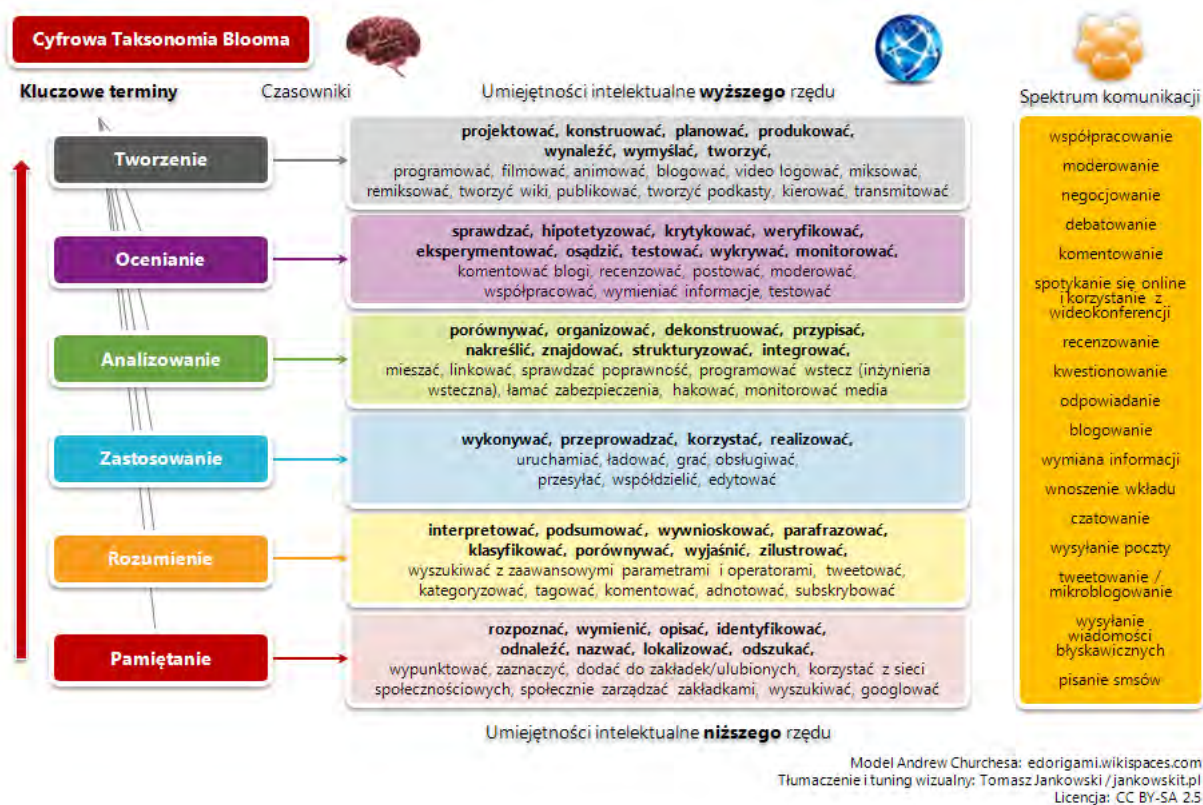 Cyfrowa Taksonomia Blooma
Kluczowe terminy
Czasowniki
Umiejętności intelektualne wyższego rzędu
Spektrum komunikacji
Tworzenie
projektować, konstruować, planować, produkować,
wynaleźć, wymyślać, tworzyć,
programować, filmować, animować, blogować, video logować, miksować,
remiksować, tworzyć wiki, publikować, tworzyć podkasty, kierować, transmitować
Ocenianie
sprawdzać, hipotetyzować, krytykować, weryfikować,
eksperymentować, osądzić, testować, wykrywać, monitorować,
komentować blogi, recenzować, postować, moderować,
współpracować, wymieniać informacje, testować
Analizowanie
porównywać, organizować, dekonstruować, przypisać,
nakreślić, znajdować, strukturyzować, integrować,
mieszać, linkować, sprawdzać poprawność, programować wstecz (inżynieria
wsteczna), łamać zabezpieczenia, hakować, monitorować media
Zastosowanie
wykonywać, przeprowadzać, korzystać, realizować,
uruchamiać, ładować, grać, obsługiwać,
przesyłać, współdzielić, edytować
Rozumienie
interpretować, podsumować, wywnioskować, parafrazować,
klasyfikować, porównywać, wyjaśnić, zilustrować,
wyszukiwać z zaawansowymi parametrami i operatorami, tweetować,
kategoryzować, tagować, komentować, adnotować, subskrybować
Pamiętanie
rozpoznać, wymienić, opisać, identyfikować,
odnaleźć, nazwać, lokalizować, odszukać,
wypunktować, zaznaczyć, dodać do zakładek/ulubionych, korzystać z sieci
społecznościowych, społecznie zarządzać zakładkami, wyszukiwać, googlować
Umiejętności intelektualne niższego rzędu
współpracowanie
moderowanie
negocjowanie
debatowanie
komentowanie
spotykanie się online
i korzystanie z
wideokonferencji
recenzowanie
kwestionowanie
odpowiadanie
blogowanie
wymiana informacji
wnoszenie wkładu
czatowanie
wysyłanie poczty
tweetowanie /
mikroblogowanie
wysyłanie
wiadomości
błyskawicznych
pisanie smsów
Model Andrew Churchesa: edorigami.wikispaces.com
Tłumaczenie i tuning wizualny: Tomasz Jankowski / jankowskit.pl
Licencja: CC BY-SA 2.5